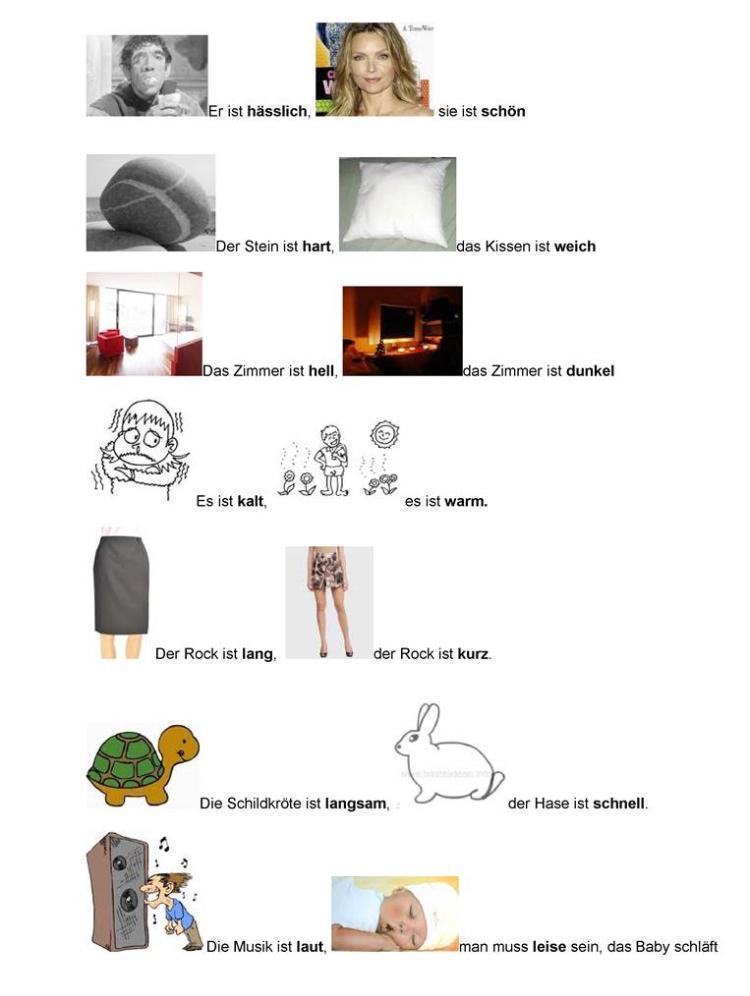 A Time War
Er ist hässlich, sie ist schön
Der Stein ist hart, das Kissen ist weich
Das Zimmer ist hell, das Zimmer ist dunkel
Es ist kalt, es ist warm.
Der Rock ist lang, der Rock ist kurz.
Die Schildkröte ist langsam, der Hase ist schnell.
Die Musik ist laut, man muss leise sein, das Baby schläft